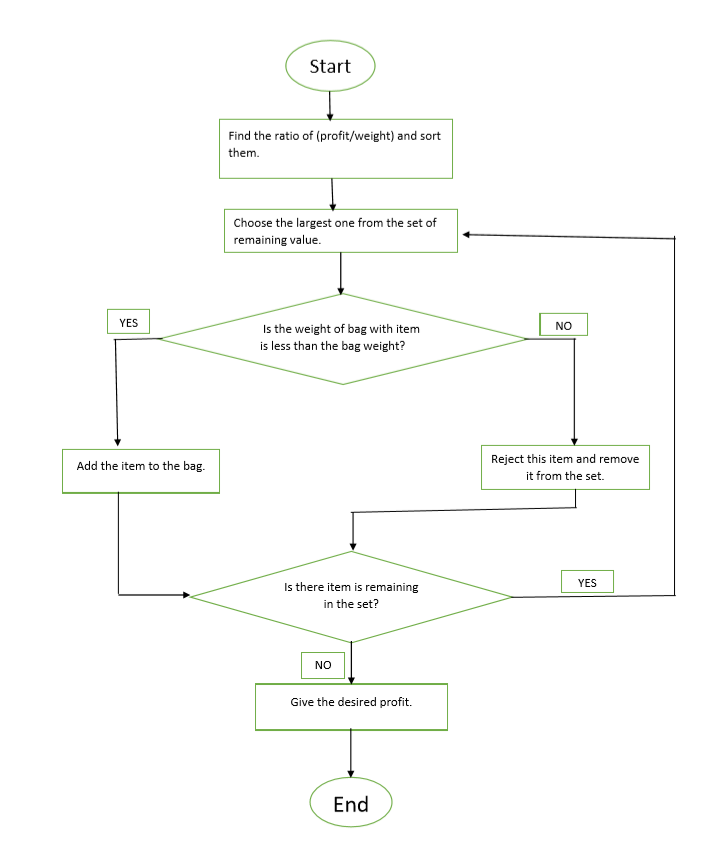 Start
Find the ratio of (profit/weight) and sort
them.
Choose the largest one from the set of
remaining value.
YES
Is the weight of bag with item
is less than the bag weight?
NO
Add the item to the bag.
Reject this item and remove
it from the set.
Is there item is remaining
in the set?
YES
NO
Give the desired profit.
End